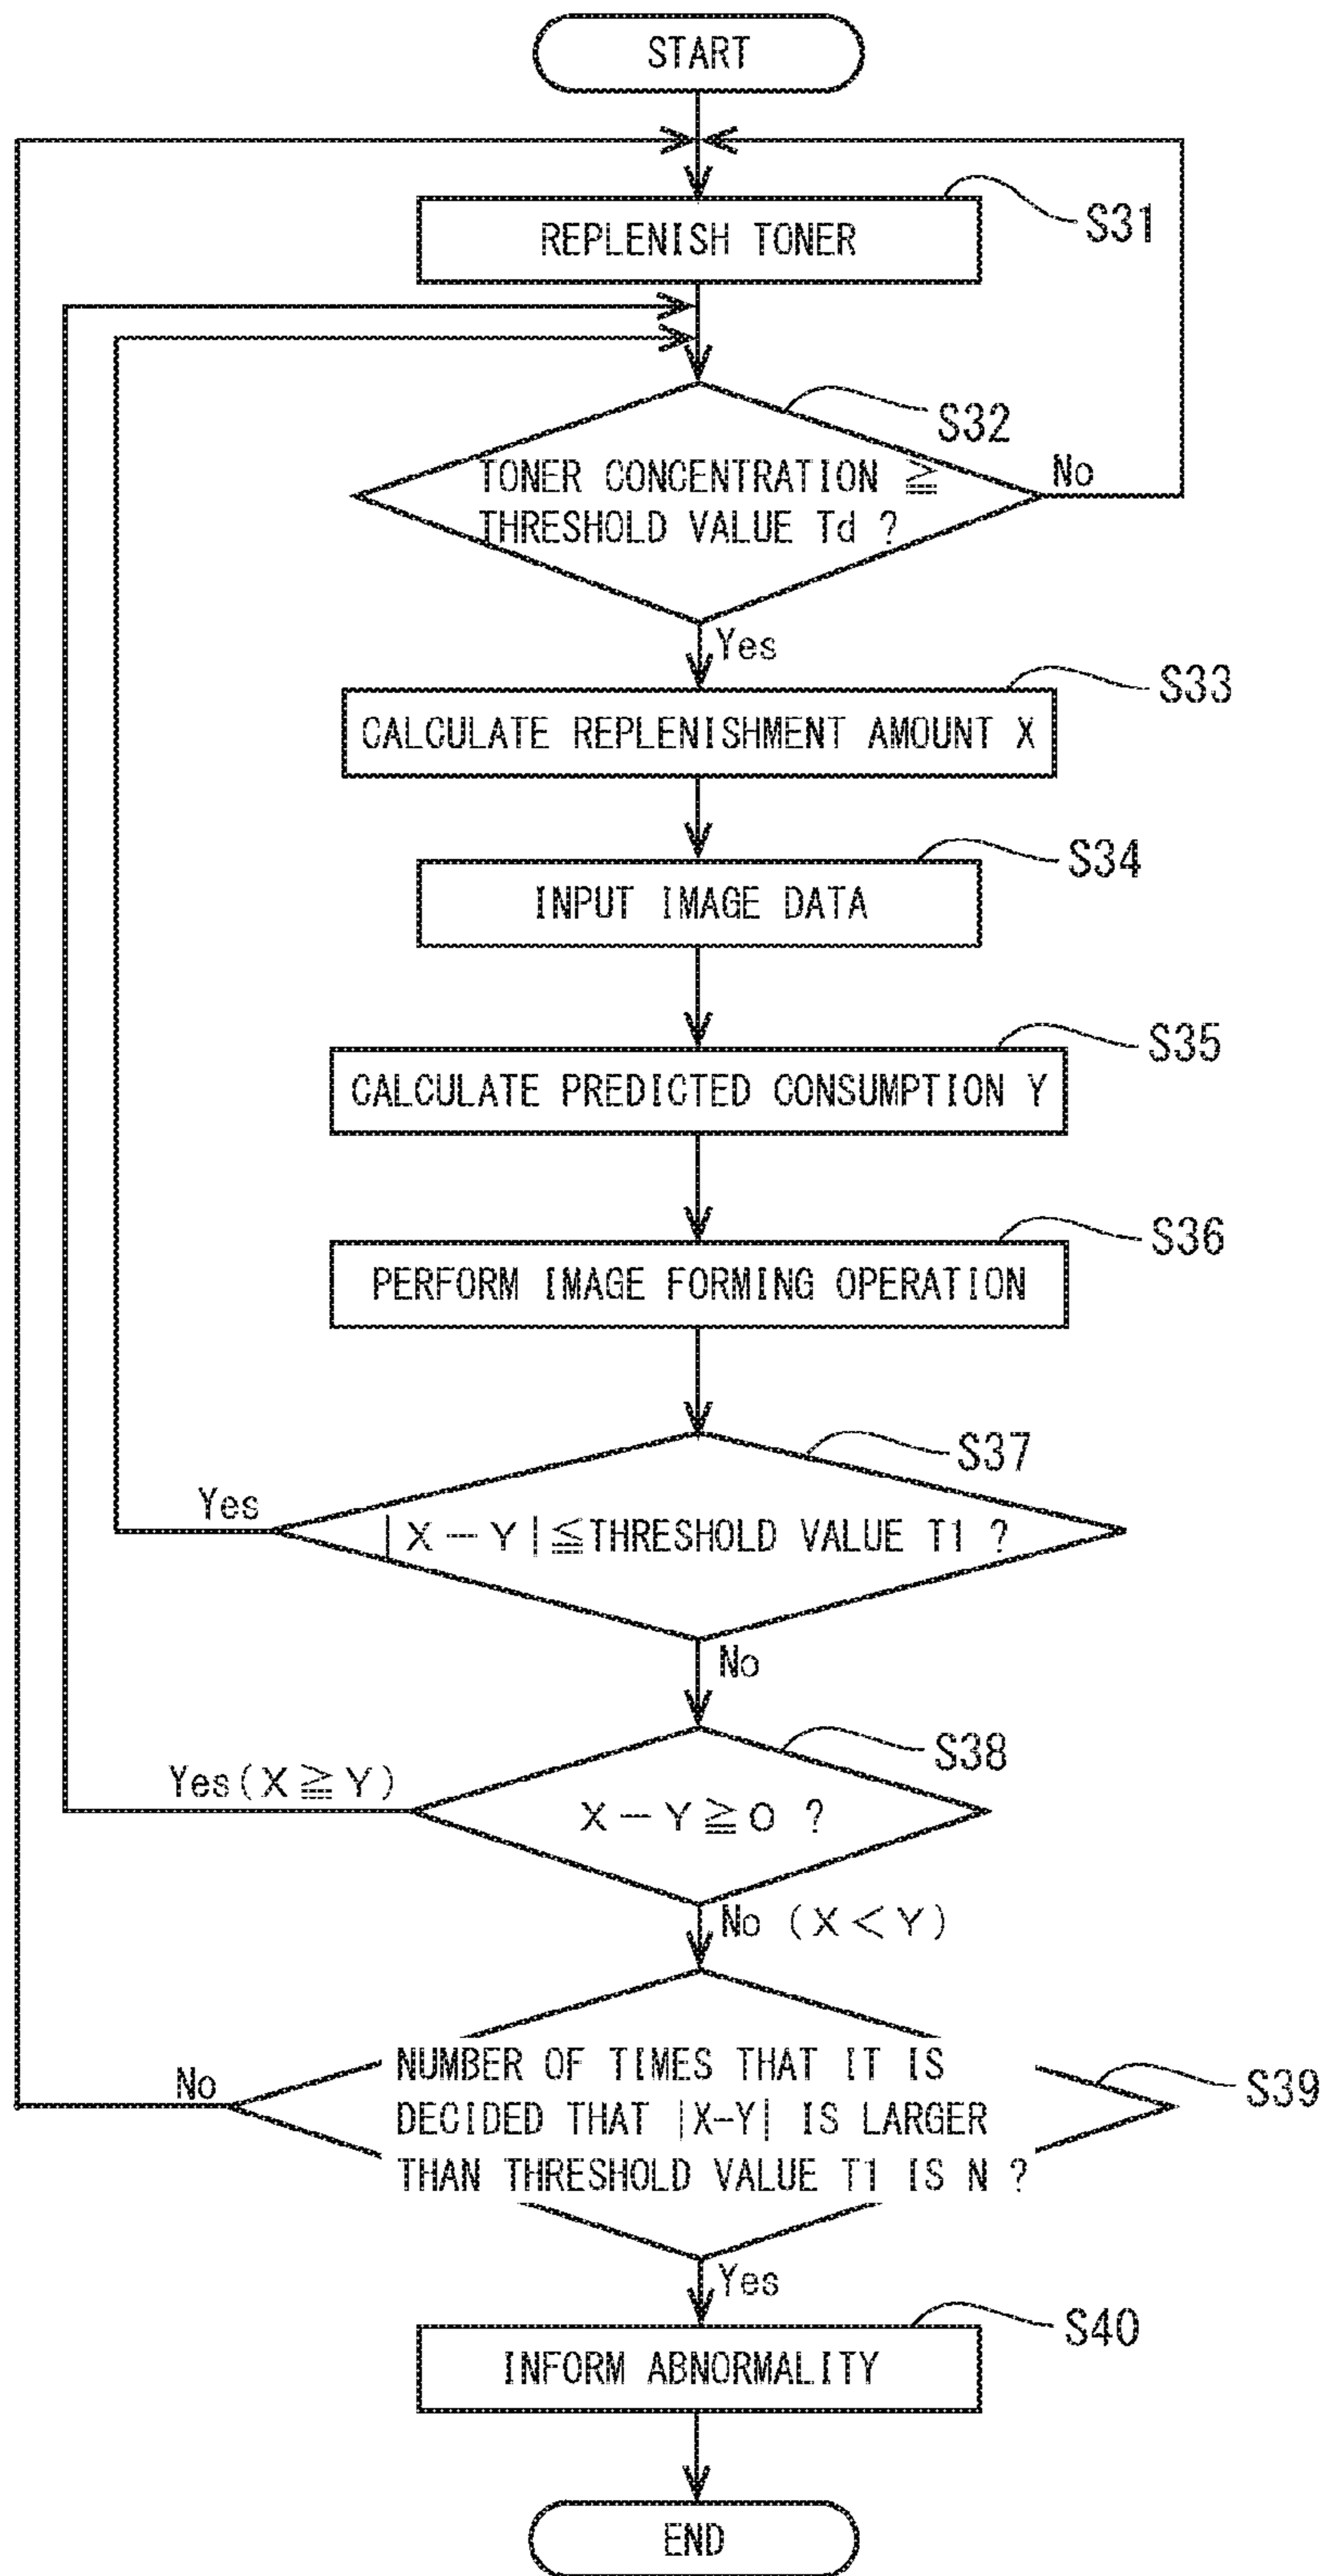 START
REPLENISH TONER
S31
S32
TONER CONCENTRATION ≧
THRESHOLD VALUE Td ?
No
Yes
S33
CALCULATE REPLENISHMENT AMOUNT X
S34
INPUT IMAGE DATA
S35
CALCULATE PREDICTED CONSUMPTION Y
S36
PERFORM IMAGE FORMING OPERATION
S37
Yes
|X-Y|≦THRESHOLD VALUE T1 ?
No
S38
Yes(X≧Y)
X-Y≧0 ?
No (X<Y)
NUMBER OF TIMES THAT IT IS
DECIDED THAT |X-Y| IS LARGER
THAN THRESHOLD VALUE T1 IS N ?
No
S39
Yes
S40
INFORM ABNORMALITY
END